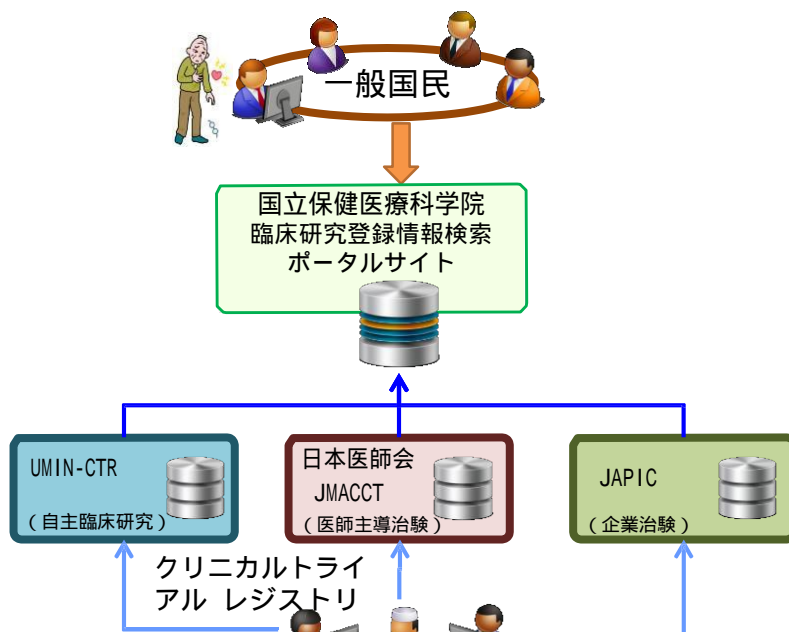 一般国民
国立保健医療科学院
臨床研究登録情報検索
ポータルサイト
UMIN-CTR
(自主臨床研究)
日本医師会
JMACCT
(医師主導治験)
JAPIC
(企業治験)
クリニカルトライ
アル レジストリ